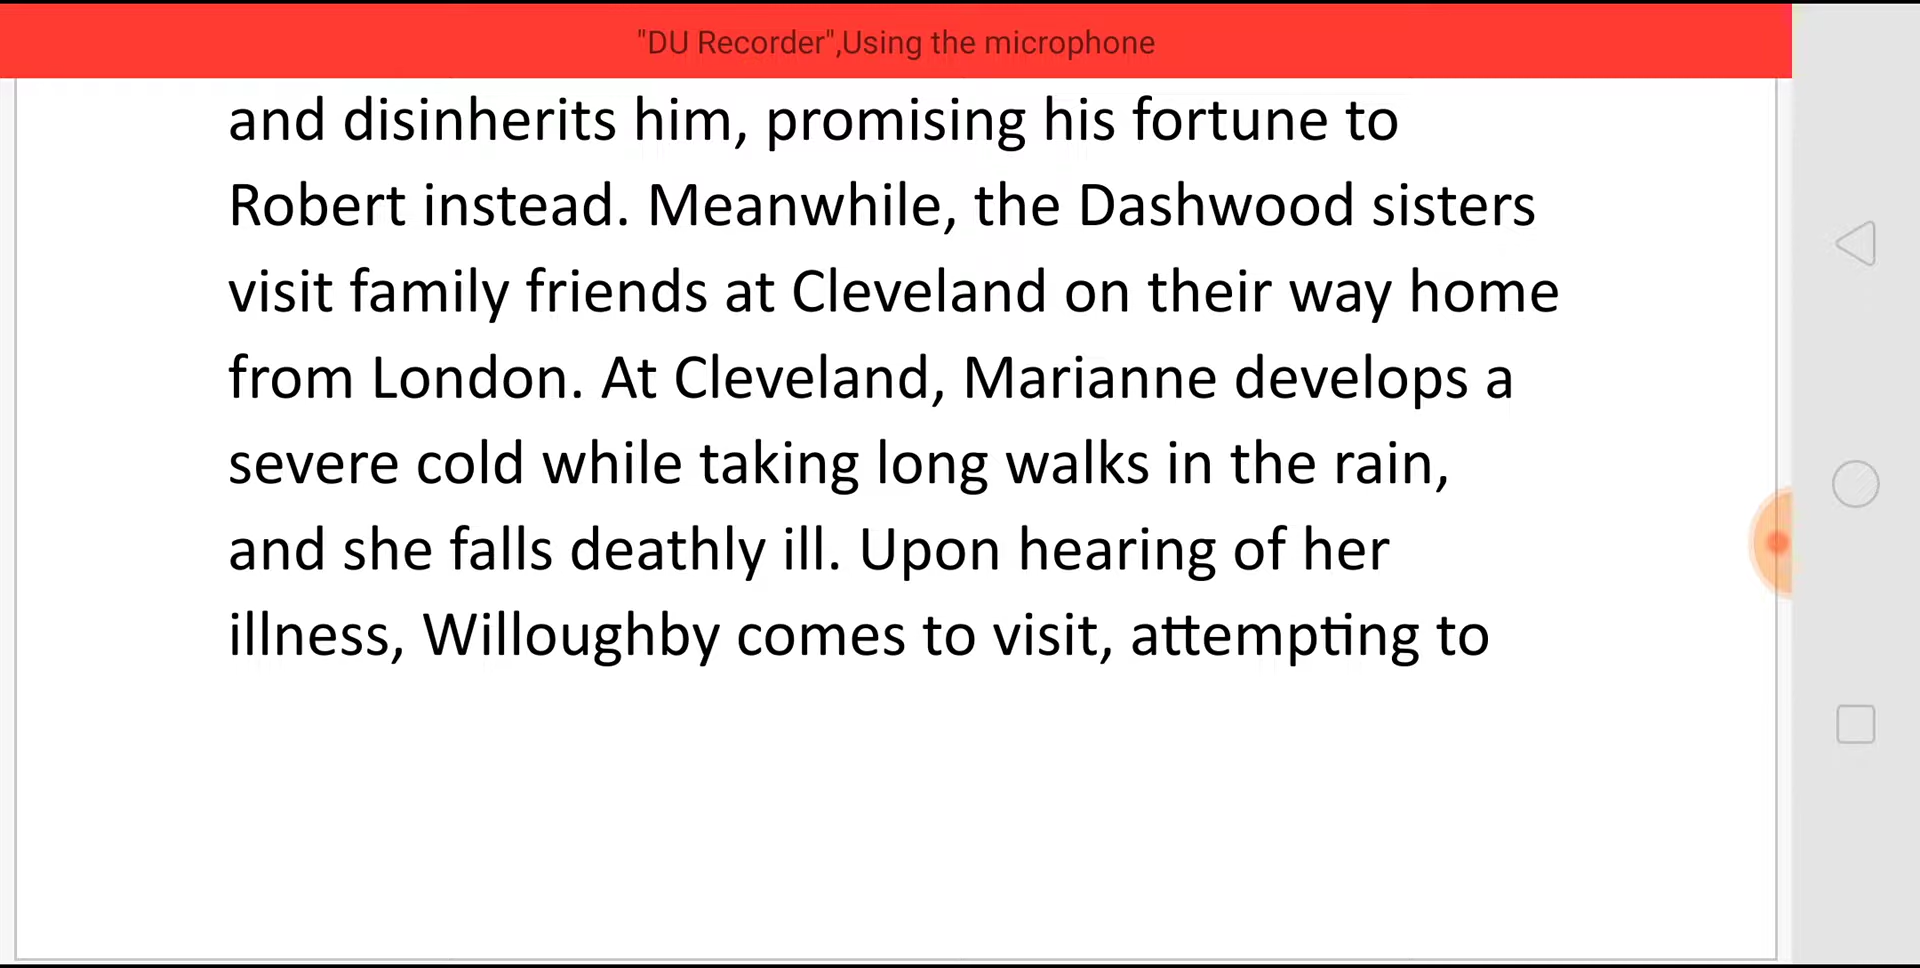 "DU Recorder",Using the microphone
and disinherits him, promising his fortune to
Robert instead. Meanwhile, the Dashwood sisters
visit family friends at Cleveland on their way home
from London. At Cleveland, Marianne develops a
severe cold while taking long walks in the rain,
and she falls deathly ill. Upon hearing of her
illness, Willoughby comes to visit, attempting to